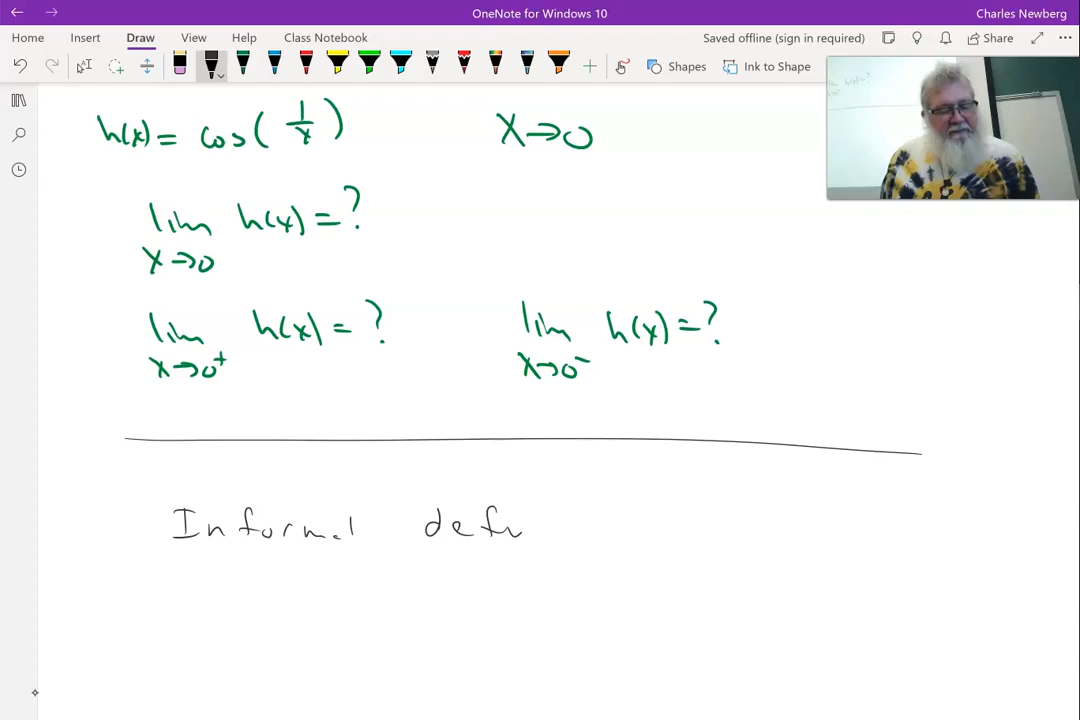 OneNote for Windows 10
Charles Newberg
Home Insert Draw View Help Class Notebook
Saved offline (sign in required)
Share
Shapes
Ink to Shape
h(x) = cos( 1/x ) x → 0
lim h(x) = ?
x → 0
lim h(x) = ? lim h(x) = ?
x → 0⁺ x → 0⁻
Informal defn